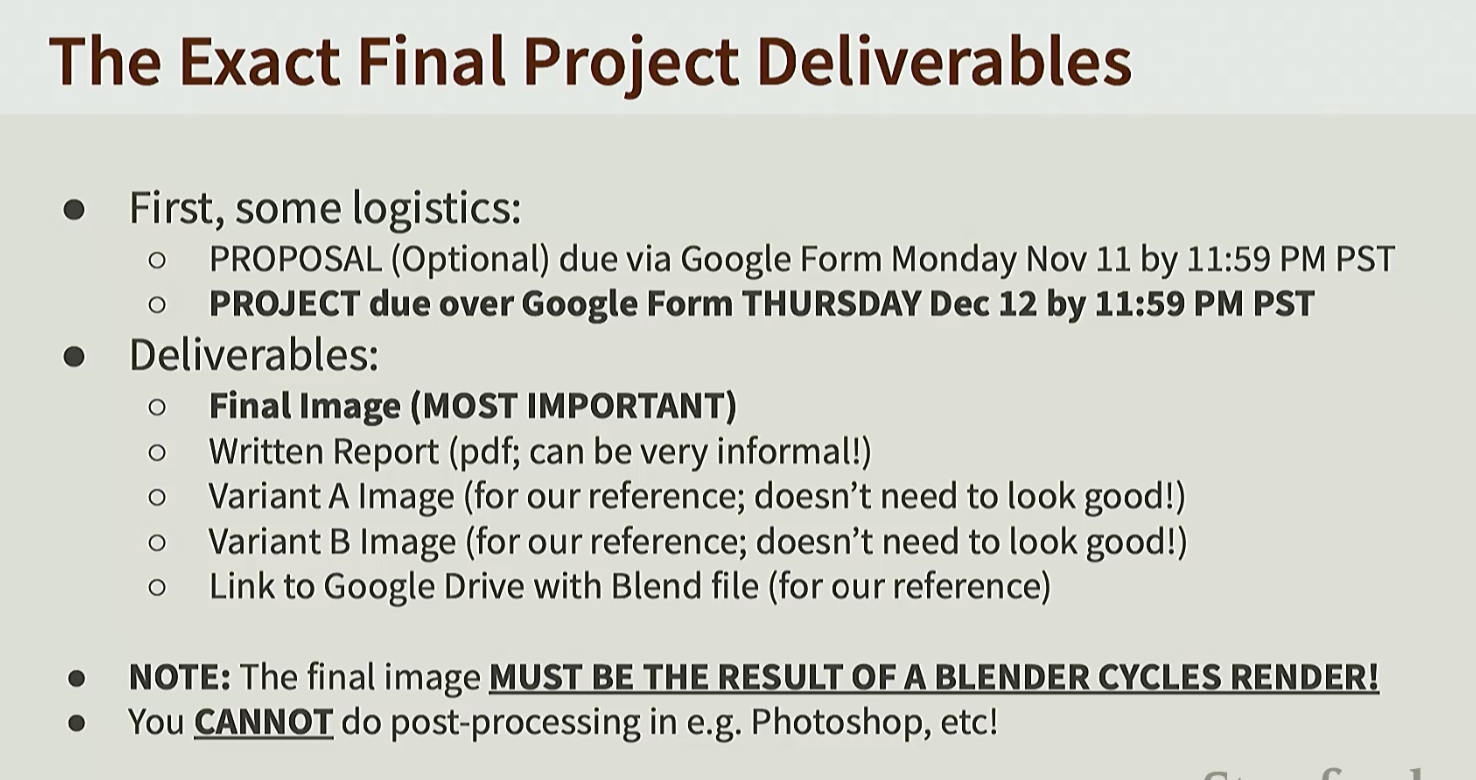 The Exact Final Project Deliverables
● First, some logistics:
○ PROPOSAL (Optional) due via Google Form Monday Nov 11 by 11:59 PM PST
○ PROJECT due over Google Form THURSDAY Dec 12 by 11:59 PM PST
● Deliverables:
○ Final Image (MOST IMPORTANT)
○ Written Report (pdf; can be very informal!)
○ Variant A Image (for our reference; doesn’t need to look good!)
○ Variant B Image (for our reference; doesn’t need to look good!)
○ Link to Google Drive with Blend file (for our reference)
● NOTE: The final image MUST BE THE RESULT OF A BLENDER CYCLES RENDER!
● You CANNOT do post-processing in e.g. Photoshop, etc!